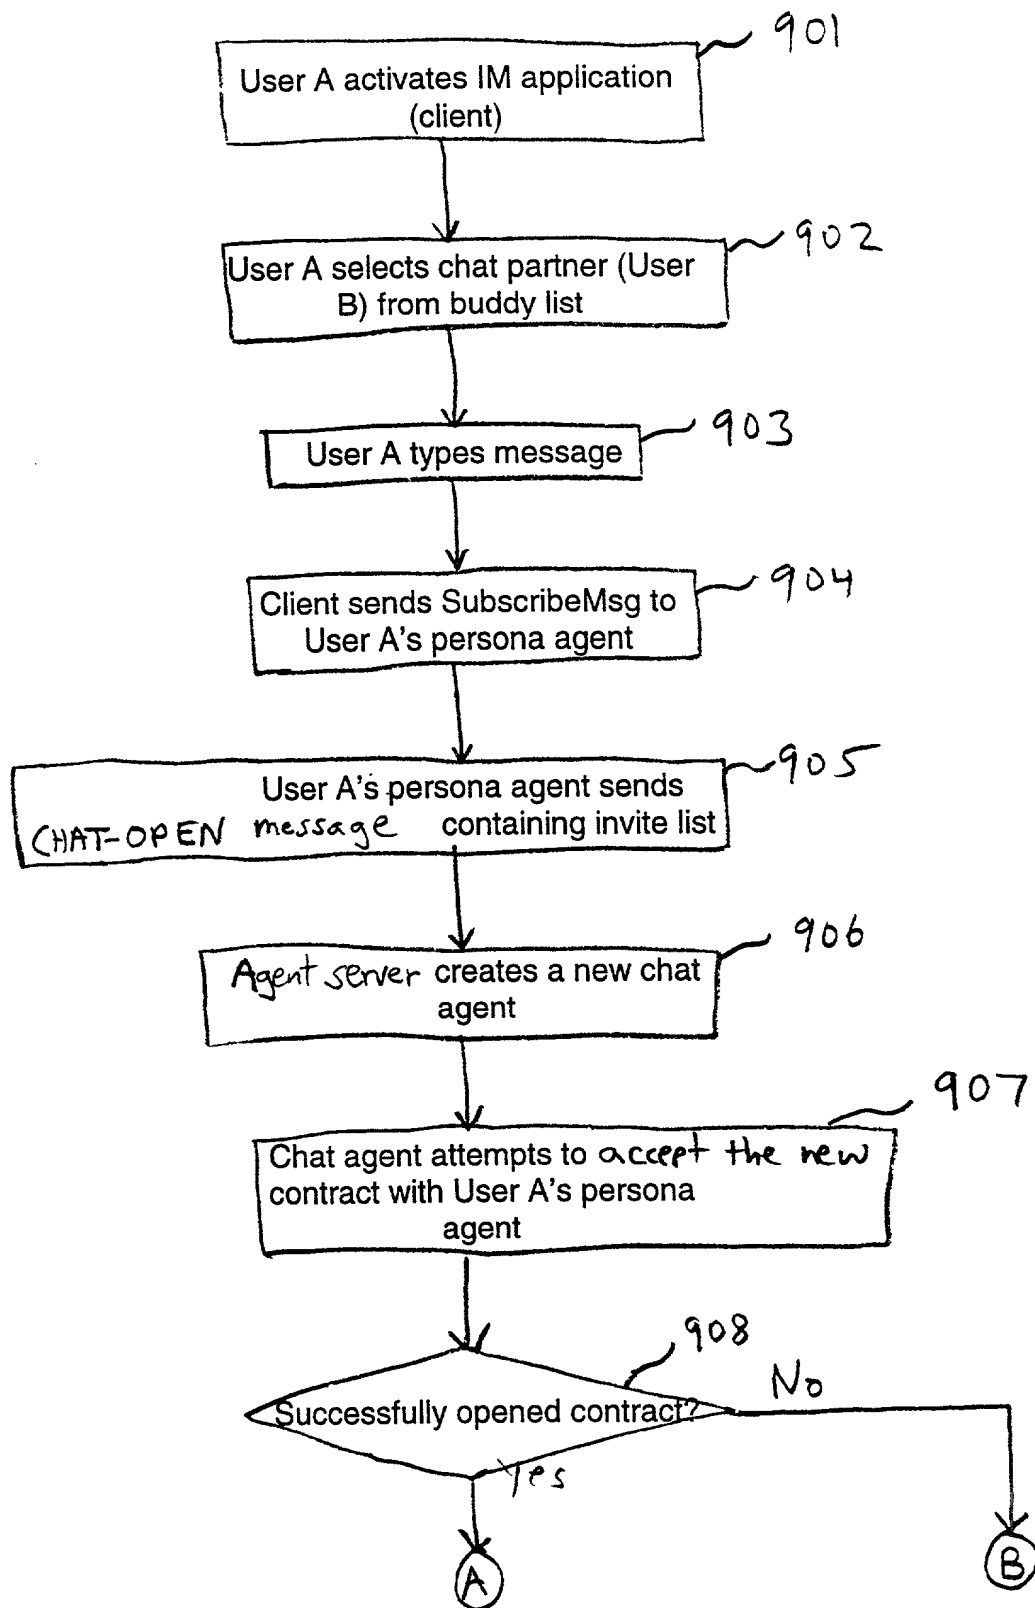 901
User A activates IM application
(client)
902
User A selects chat partner (User
B) from buddy list
903
User A types message
904
Client sends SubscribeMsg to
User A's persona agent
905
User A's persona agent sends
CHAT-OPEN message containing invite list
906
Agent server creates a new chat
agent
907
Chat agent attempts to accept the new
contract with User A's persona
agent
908
Successfully opened contract?
No
Yes
A
B